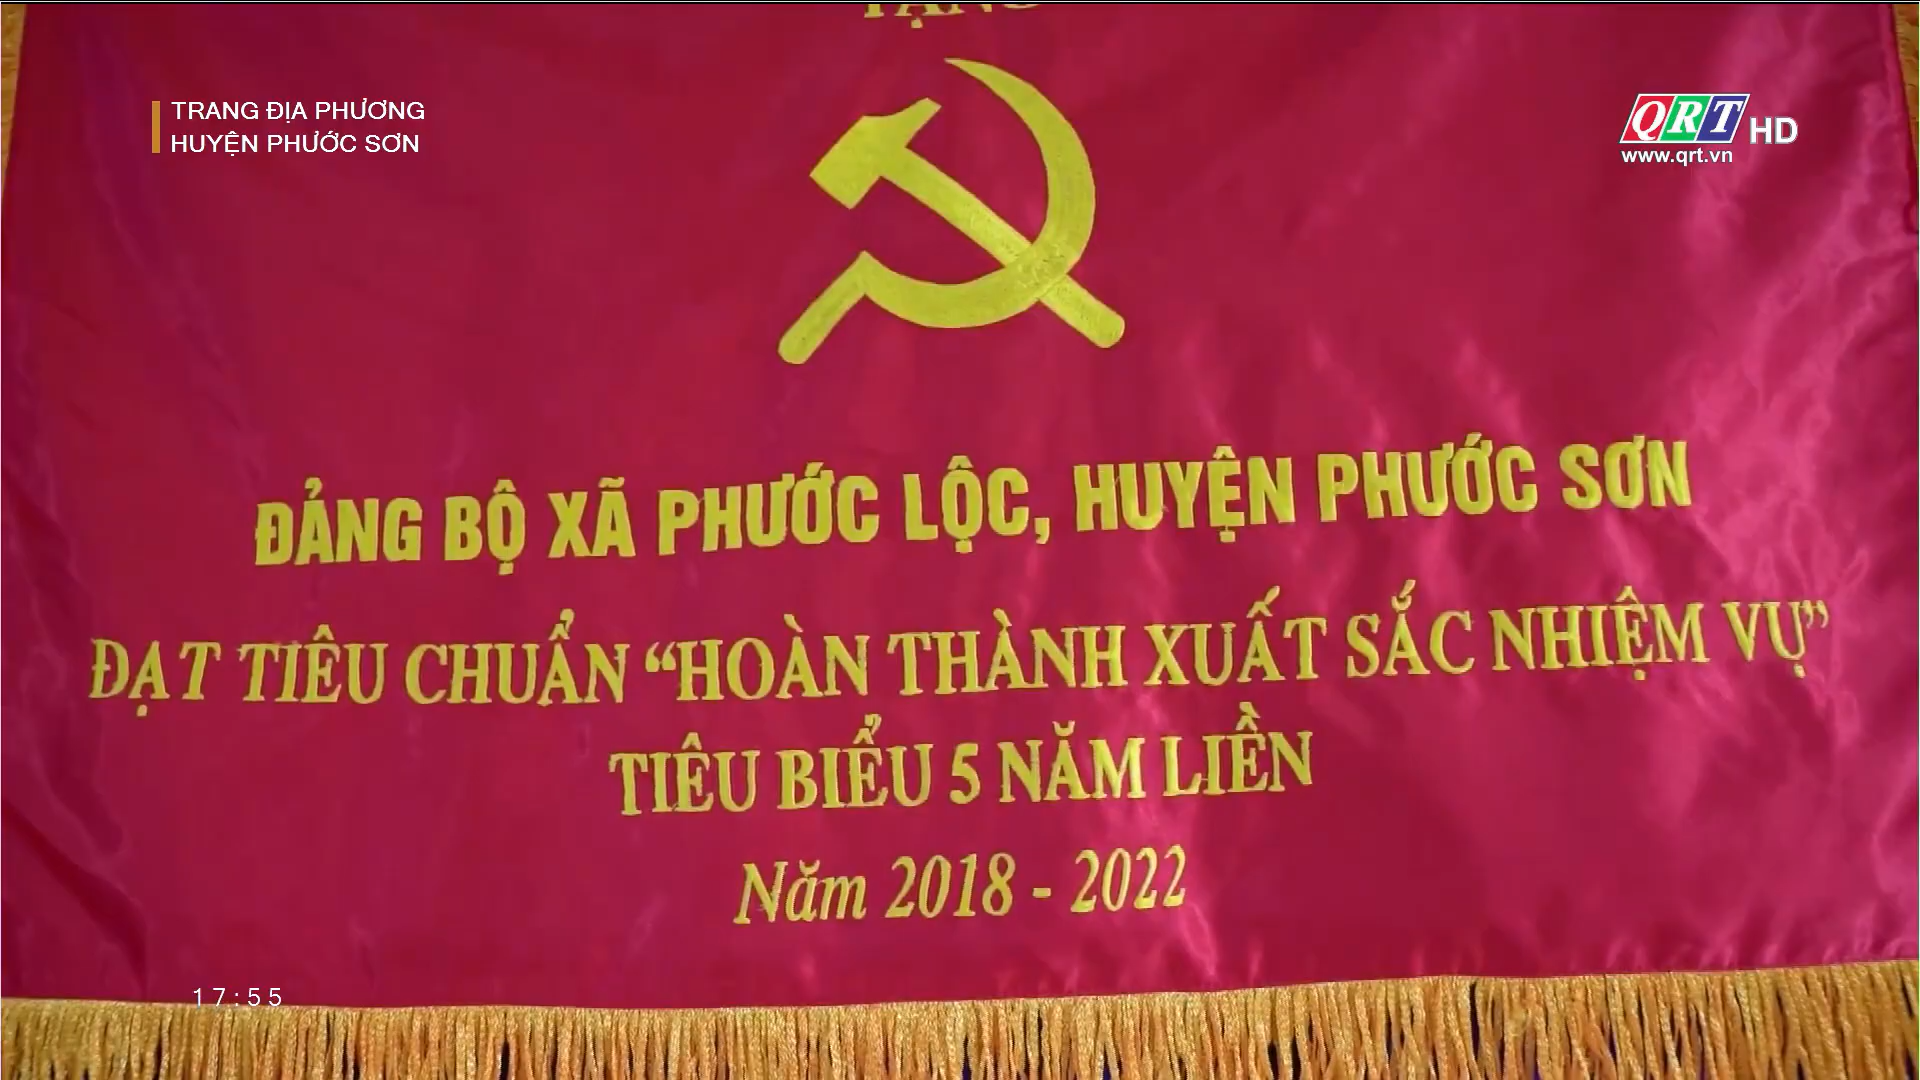 TẶNG
TRANG ĐỊA PHƯƠNG
HUYỆN PHƯỚC SƠN
QRT HD
www.qrt.vn
ĐẢNG BỘ XÃ PHƯỚC LỘC, HUYỆN PHƯỚC SƠN
ĐẠT TIÊU CHUẨN “HOÀN THÀNH XUẤT SẮC NHIỆM VỤ”
TIÊU BIỂU 5 NĂM LIỀN
Năm 2018 - 2022
17:55